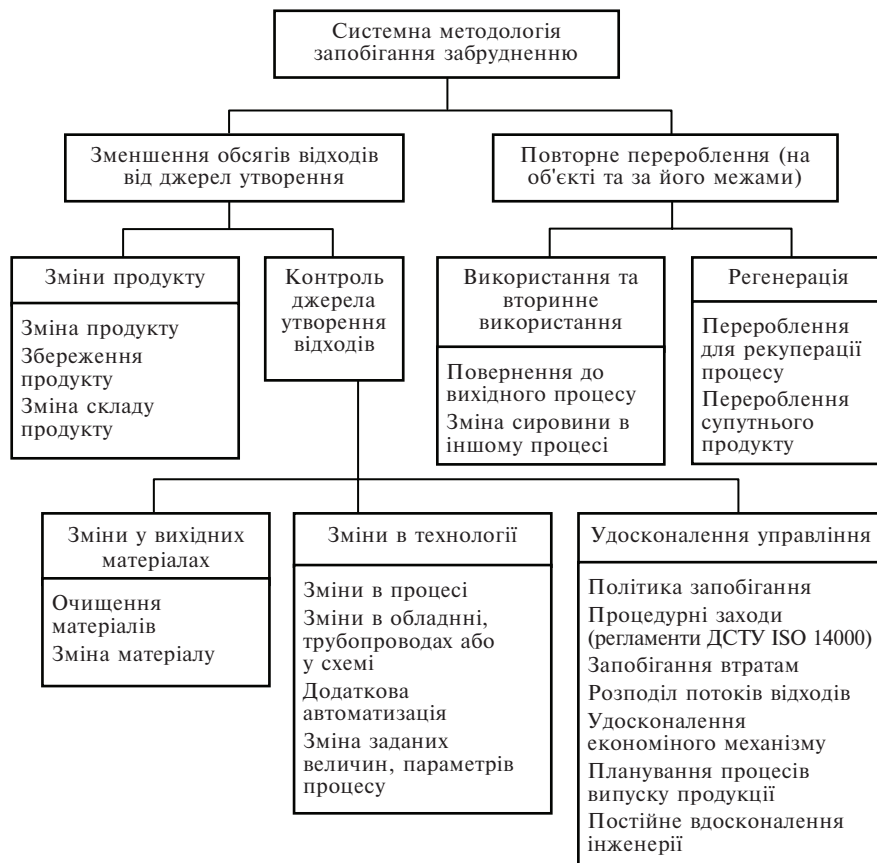 Системна методологія
запобігання забрудненню
Зменшення обсягів відходів
від джерел утворення
Повторне перероблення (на
об'єкті та за його межами)
Зміни продукту
Зміна продукту
Збереження
продукту
Зміна складу
продукту
Контроль
джерела
утворення
відходів
Використання та
вторинне
використання
Повернення до
вихідного процесу
Зміна сировини в
іншому процесі
Регенерація
Перероблення
для рекуперації
процесу
Перероблення
супутнього
продукту
Зміни у вихідних
матеріалах
Очищення
матеріалів
Зміна матеріалу
Зміни в технології
Зміни в процесі
Зміни в обладнні,
трубопроводах або
у схемі
Додаткова
автоматизація
Зміна заданих
величин, параметрів
процесу
Удосконалення управління
Політика запобігання
Процедурні заходи
(регламенти ДСТУ ISO 14000)
Запобігання втратам
Розподіл потоків відходів
Удосконалення
економіного механізму
Планування процесів
випуску продукції
Постійне вдосконалення
інженерії